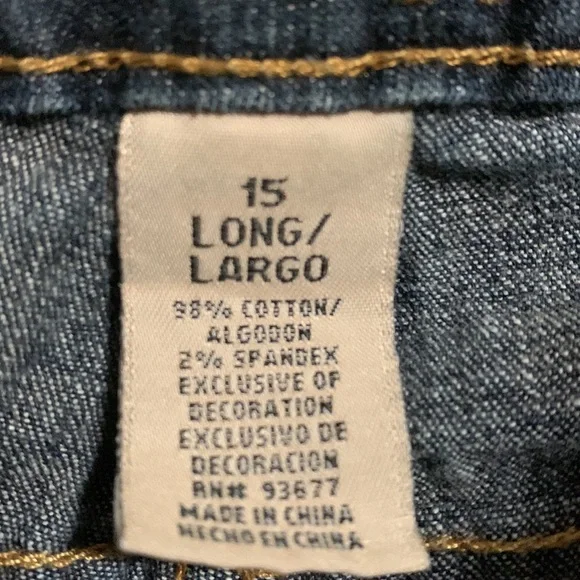 15
LONG/
LARGO
98% COTTON/
ALGODON
2% SPANDEX
EXCLUSIVE OF
DECORATION
EXCLUSIVO DE
DECORACION
RN# 93677
MADE IN CHINA
HECHO EN CHINA